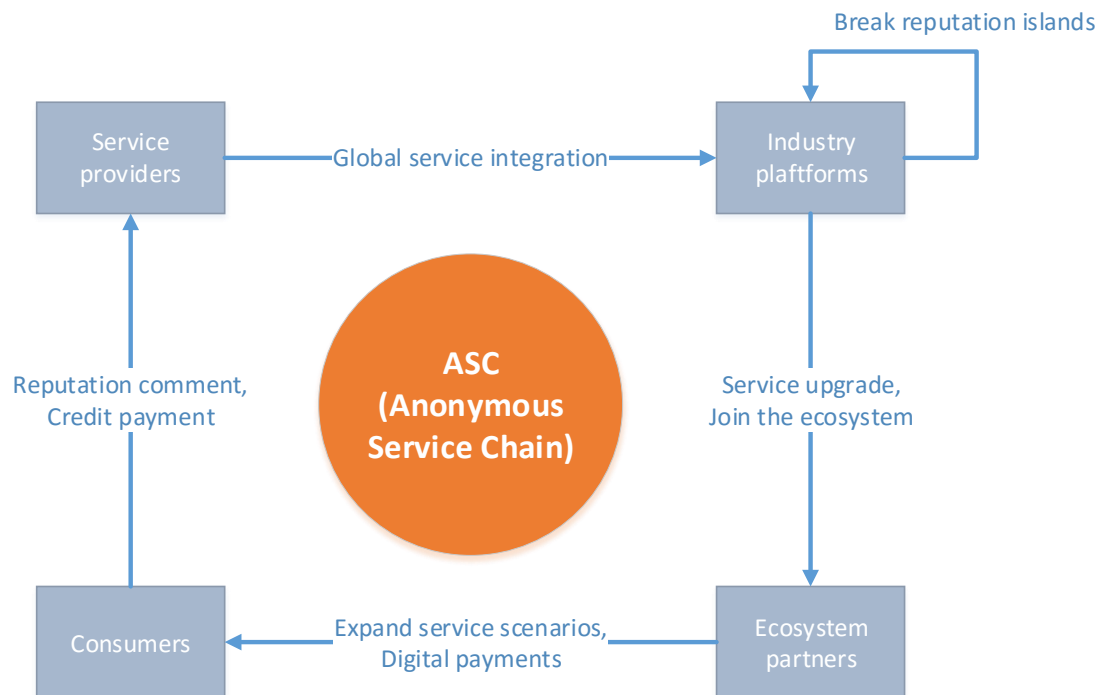 Break reputation islands
Service
providers
Global service integration
Industry
plaftforms
ASC
(Anonymous
Service Chain)
Reputation comment,
Credit payment
Service upgrade,
Join the ecosystem
Consumers
Expand service scenarios,
Digital payments
Ecosystem
partners